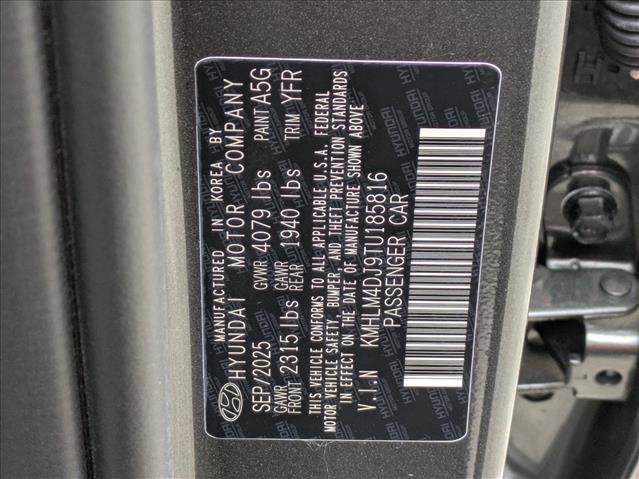 MANUFACTURED IN KOREA BY
HYUNDAI MOTOR COMPANY
SEP/2025 GVWR 4079 lbs PAINT A5G
GAWR FRONT 2315 lbs GAWR REAR 1940 lbs TRIM YFR
THIS VEHICLE CONFORMS TO ALL APPLICABLE U.S.A. FEDERAL
MOTOR VEHICLE SAFETY, BUMPER, AND THEFT PREVENTION STANDARDS
IN EFFECT ON THE DATE OF MANUFACTURE SHOWN ABOVE
V.I.N KMHLM4DJ9TU185816
PASSENGER CAR